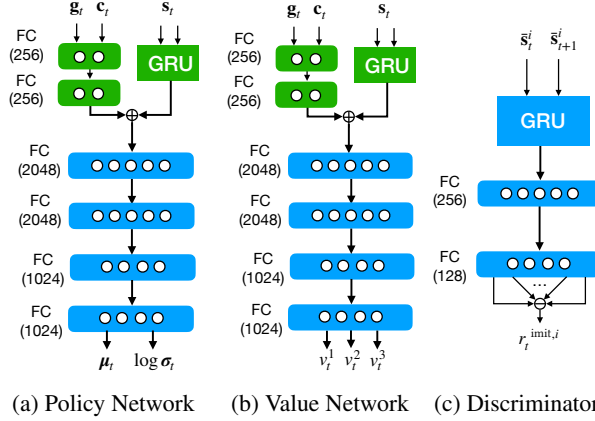 g_t c_t s_t
FC
(256)
FC
(256)
GRU
FC
(2048)
FC
(2048)
FC
(1024)
FC
(1024)
μ_t log σ_t
(a) Policy Network
g_t c_t s_t
FC
(256)
FC
(256)
GRU
FC
(2048)
FC
(2048)
FC
(1024)
FC
(1024)
v_t^1 v_t^2 v_t^3
(b) Value Network
s̄_t^i s̄_{t+1}^i
GRU
FC
(256)
FC
(128)
...
r_t^{imit,i}
(c) Discriminator